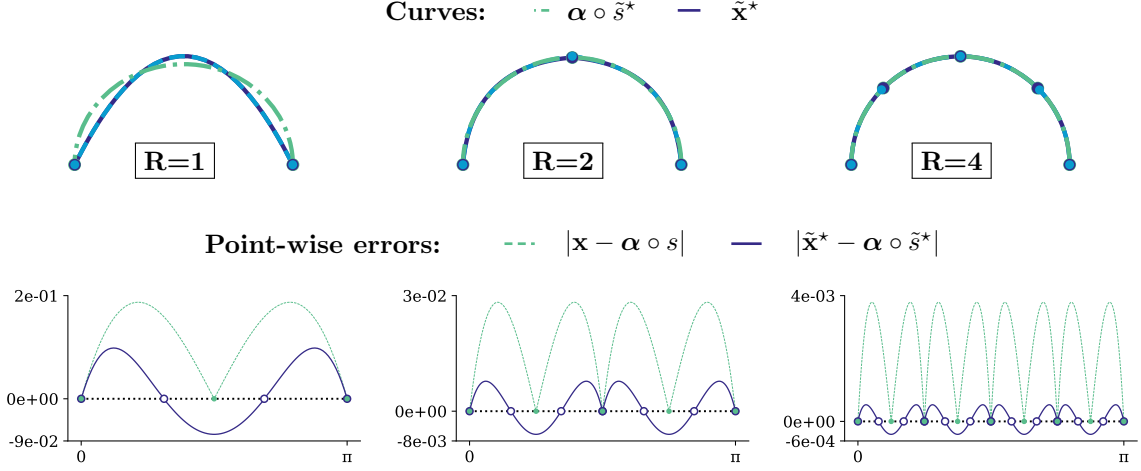 Curves: α ∘ s̃⋆ x̃⋆
R=1 R=2 R=4
Point-wise errors: |x − α ∘ s| |x̃⋆ − α ∘ s̃⋆|
2e-01 3e-02 4e-03
0e+00 0e+00 0e+00
-9e-02 -8e-03 -6e-04
0 π 0 π 0 π